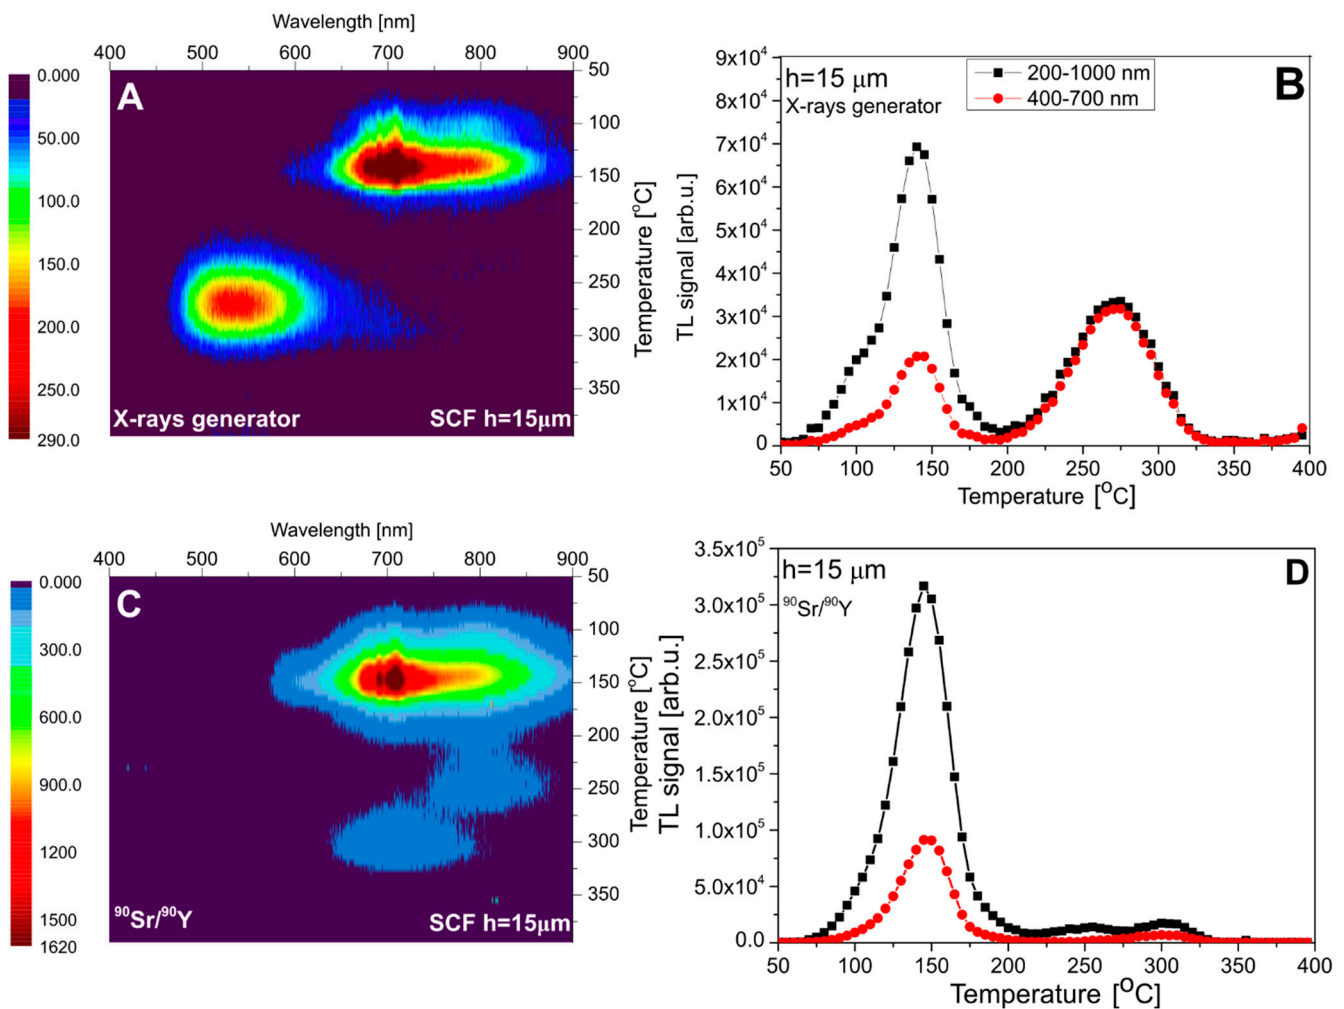 Wavelength [nm]
400 500 600 700 800 900
0.000
50.00
100.0
150.0
200.0
250.0
290.0
A
X-rays generator
SCF h=15μm
50
100
150
200
250
300
350
Temperature [°C]
9x10⁴
8x10⁴
7x10⁴
6x10⁴
5x10⁴
4x10⁴
3x10⁴
2x10⁴
1x10⁴
0
TL signal [arb.u.]
h=15 μm
X-rays generator
200-1000 nm
400-700 nm
B
50 100 150 200 250 300 350 400
Temperature [°C]
Wavelength [nm]
400 500 600 700 800 900
0.000
300.0
600.0
900.0
1200
1500
1620
C
⁹⁰Sr/⁹⁰Y
SCF h=15μm
50
100
150
200
250
300
350
Temperature [°C]
3.5x10⁵
3.0x10⁵
2.5x10⁵
2.0x10⁵
1.5x10⁵
1.0x10⁵
5.0x10⁴
0.0
TL signal [arb.u.]
h=15 μm
⁹⁰Sr/⁹⁰Y
D
50 100 150 200 250 300 350 400
Temperature [°C]